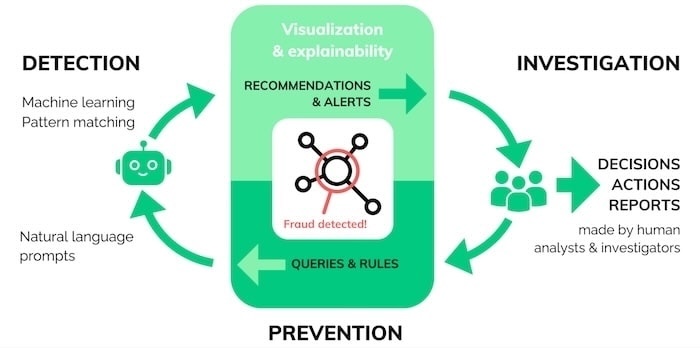 Visualization
& explainability
DETECTION
INVESTIGATION
Machine learning
Pattern matching
RECOMMENDATIONS
& ALERTS
DECISIONS
ACTIONS
REPORTS
made by human
analysts & investigators
Fraud detected!
Natural language
prompts
QUERIES & RULES
PREVENTION